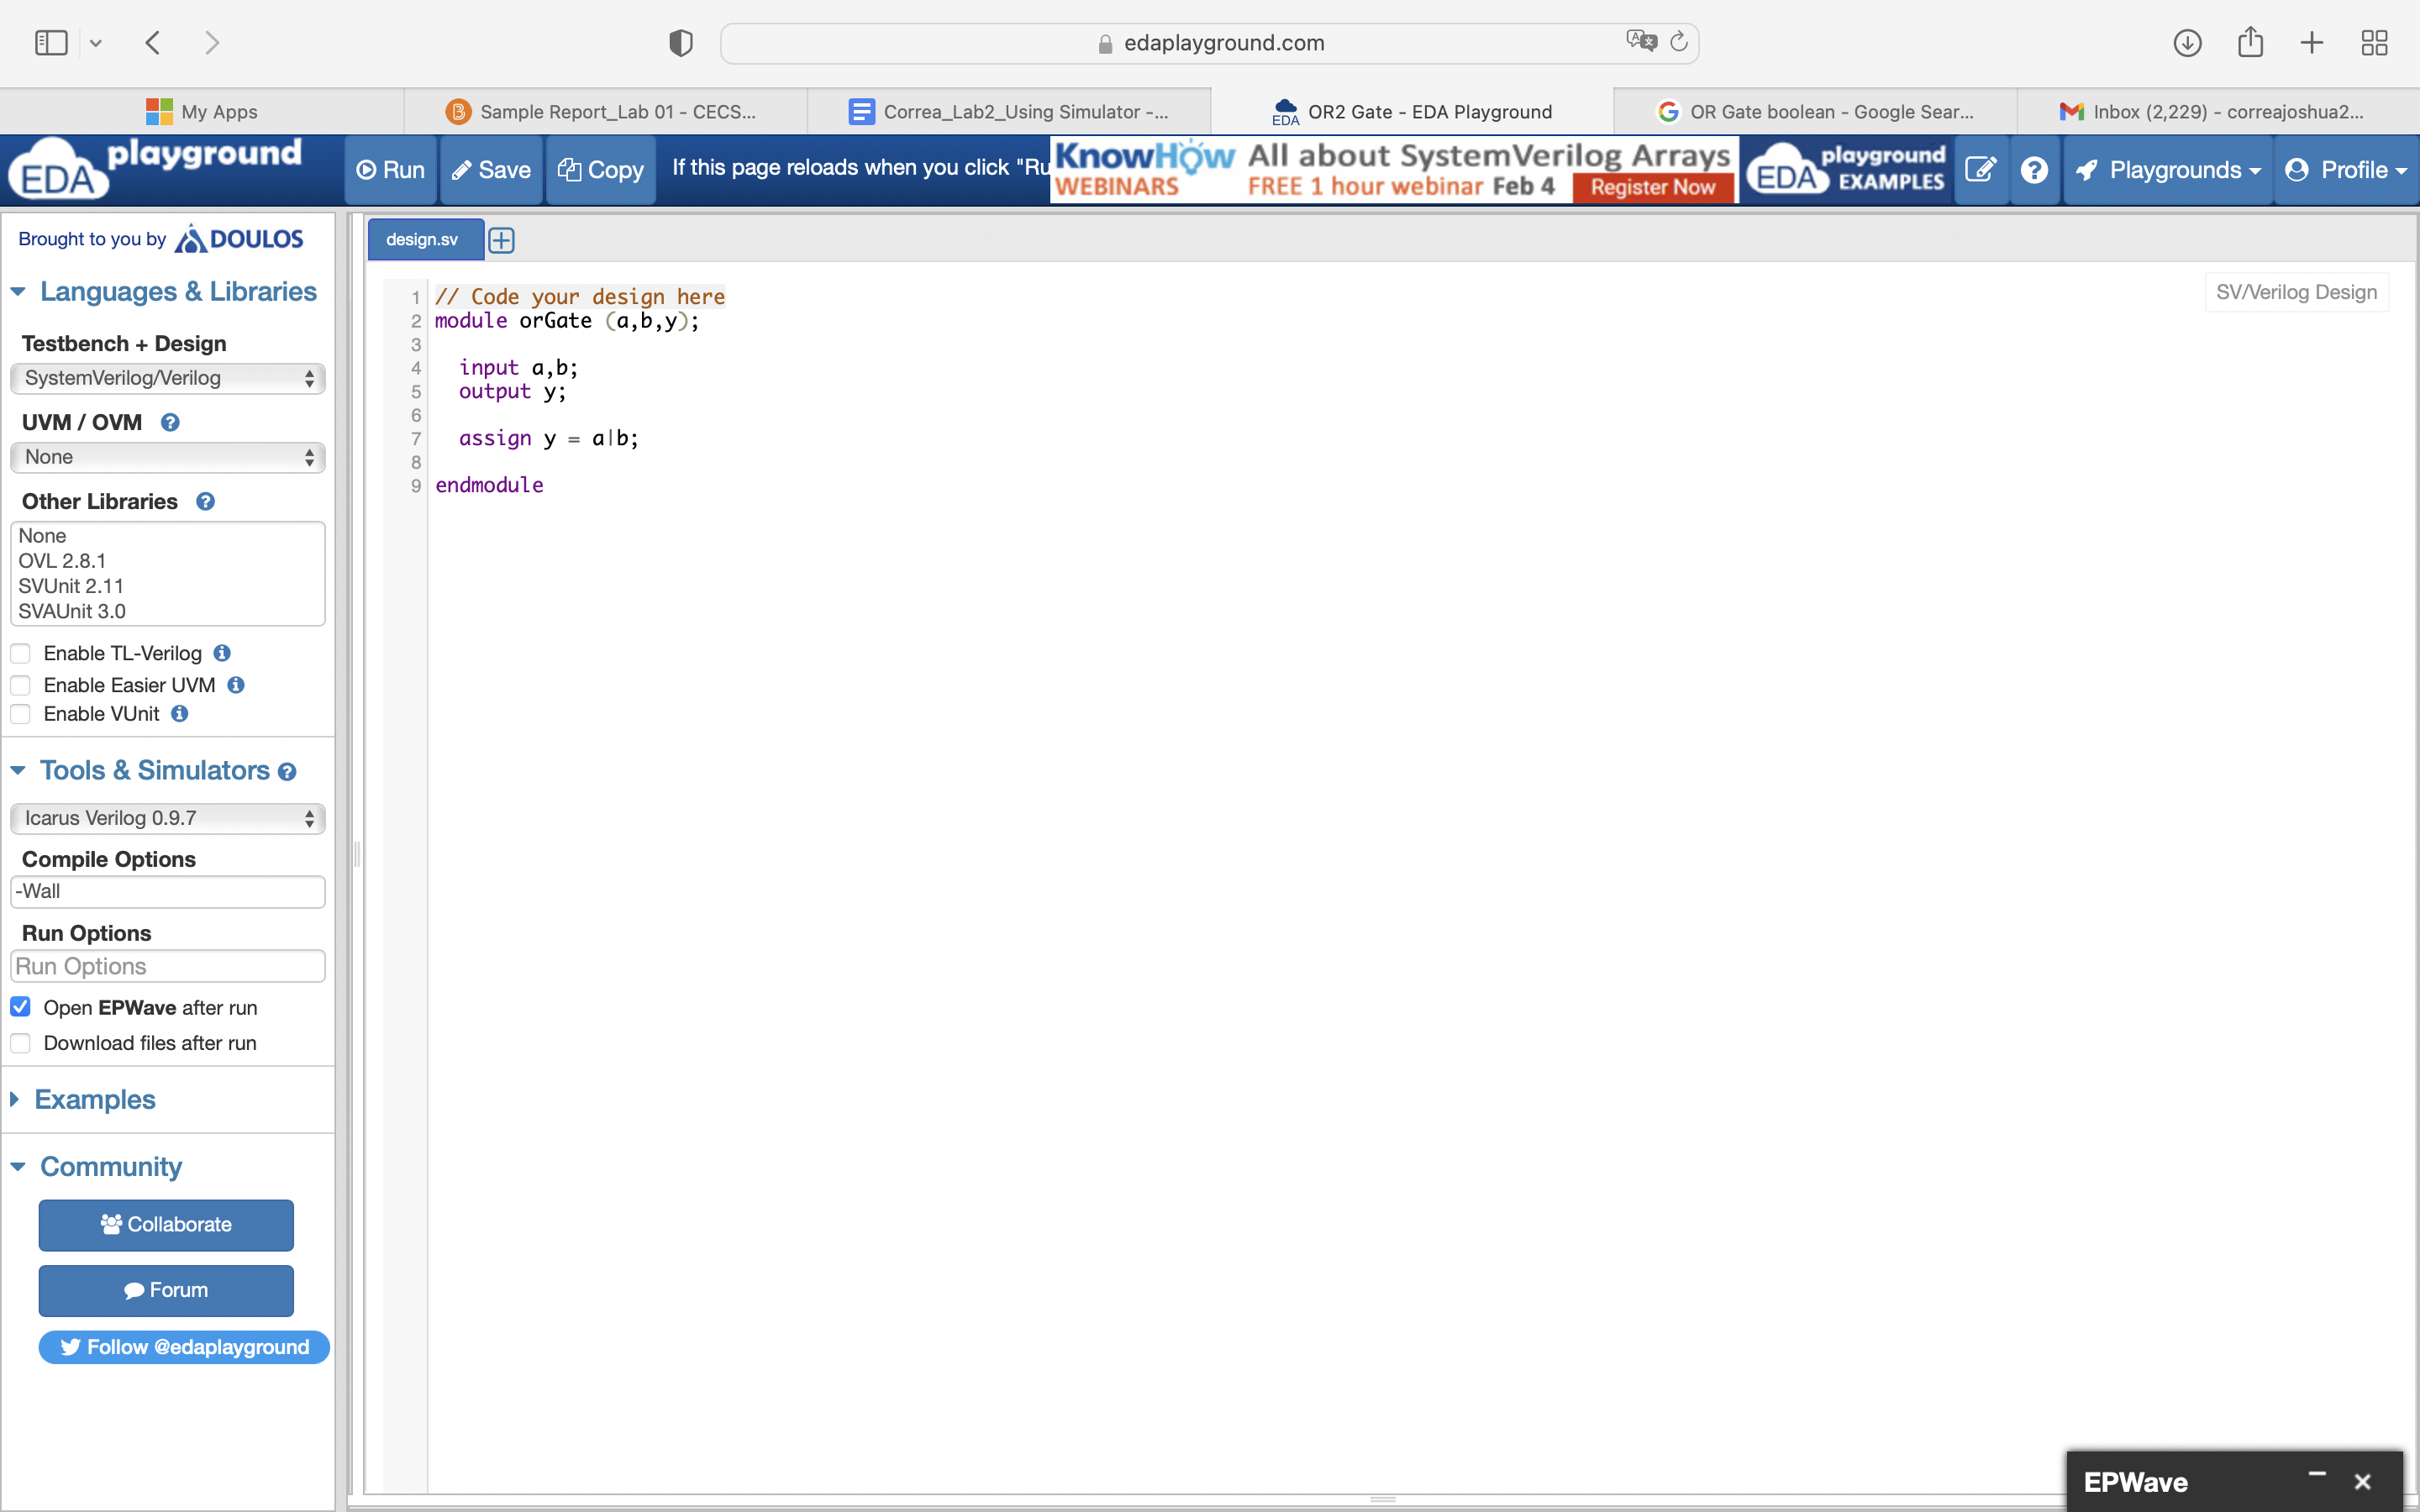 edaplayground.com
My Apps
Sample Report_Lab 01 - CECS...
Correa_Lab2_Using Simulator -...
EDA
OR2 Gate - EDA Playground
OR Gate boolean - Google Sear...
Inbox (2,229) - correajoshua2...
EDA playground
Run
Save
Copy
If this page reloads when you click "Ru
KnowHow WEBINARS
All about SystemVerilog Arrays
FREE 1 hour webinar Feb 4
Register Now
EDA playground EXAMPLES
Playgrounds
Profile
Brought to you by DOULOS
Languages & Libraries
Testbench + Design
SystemVerilog/Verilog
UVM / OVM
None
Other Libraries
None
OVL 2.8.1
SVUnit 2.11
SVAUnit 3.0
Enable TL-Verilog
Enable Easier UVM
Enable VUnit
Tools & Simulators
Icarus Verilog 0.9.7
Compile Options
-Wall
Run Options
Run Options
Open EPWave after run
Download files after run
Examples
Community
Collaborate
Forum
Follow @edaplayground
design.sv
SV/Verilog Design
1 // Code your design here
2 module orGate (a,b,y);
3
4 input a,b;
5 output y;
6
7 assign y = a|b;
8
9 endmodule
EPWave